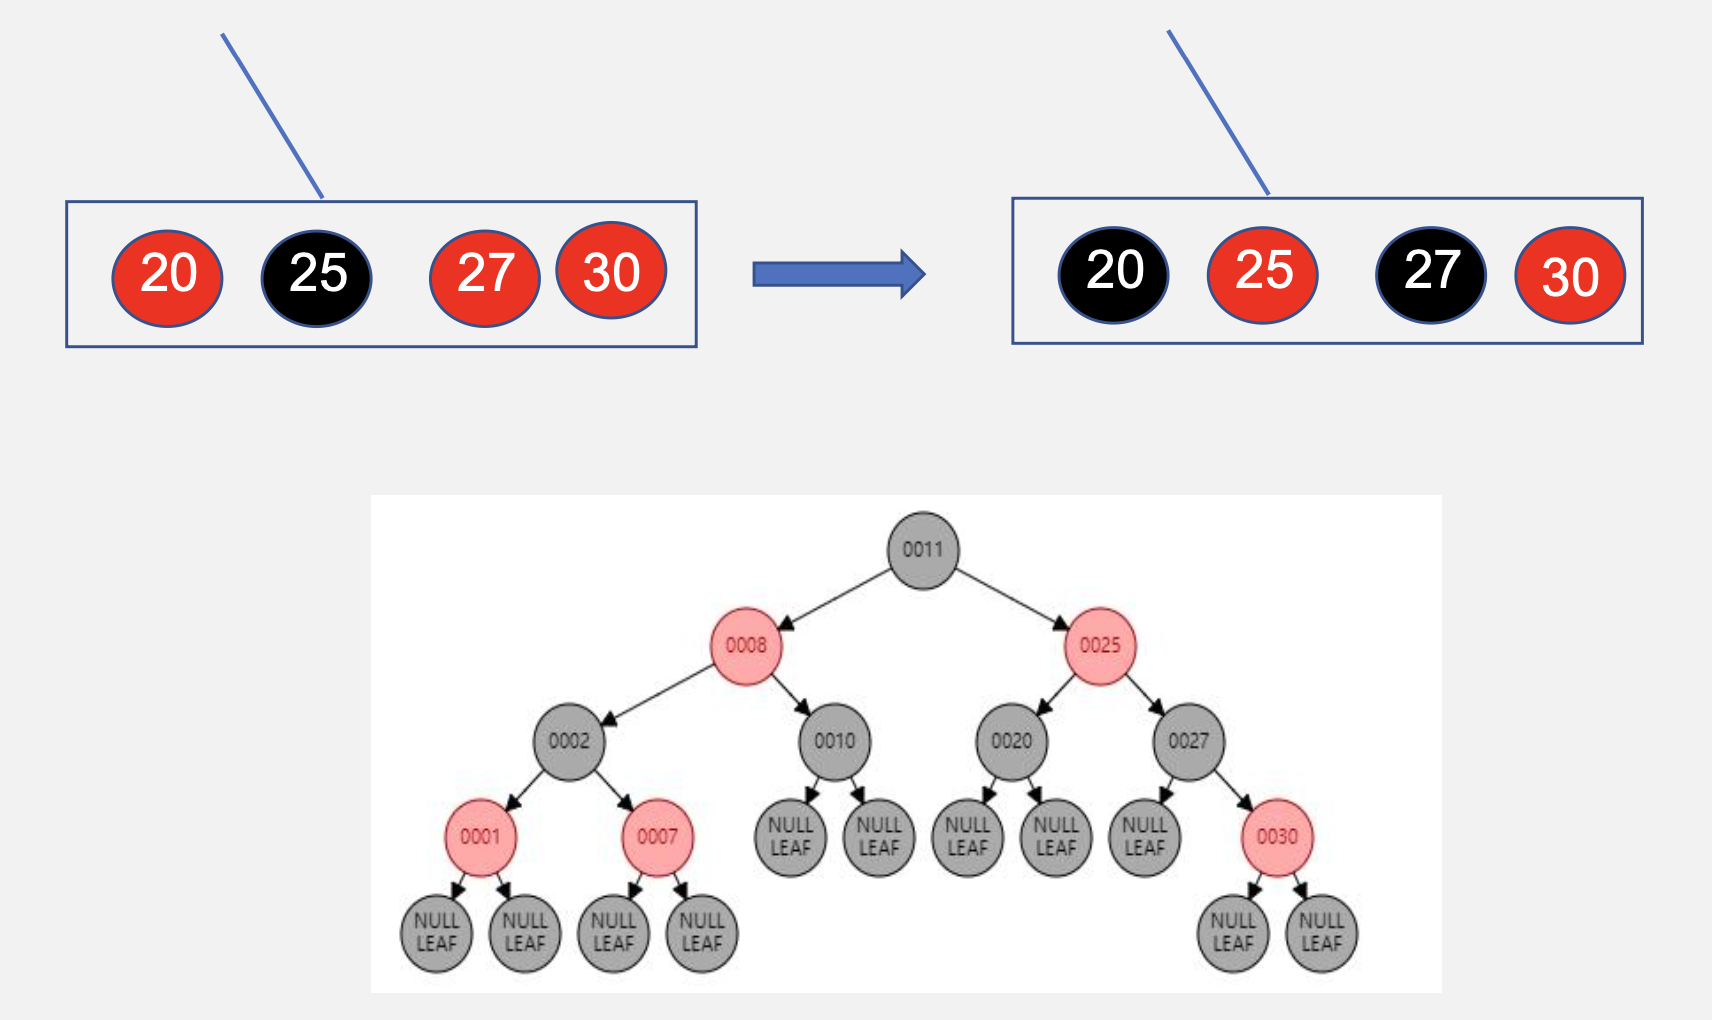 20 25 27 30
20 25 27 30
0011
0008 0025
0002 0010 0020 0027
0001 0007 NULL NULL NULL NULL NULL 0030
LEAF LEAF LEAF LEAF LEAF
NULL NULL NULL NULL NULL NULL
LEAF LEAF LEAF LEAF LEAF LEAF